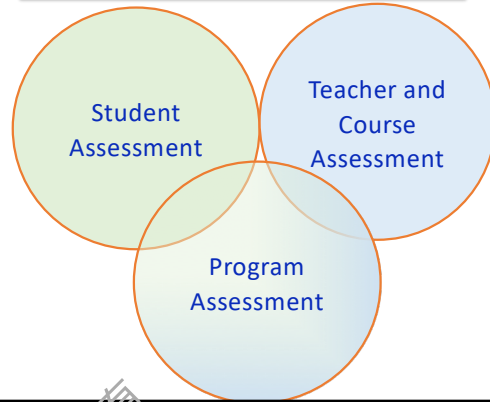 Student
Assessment
Teacher and
Course
Assessment
Program
Assessment